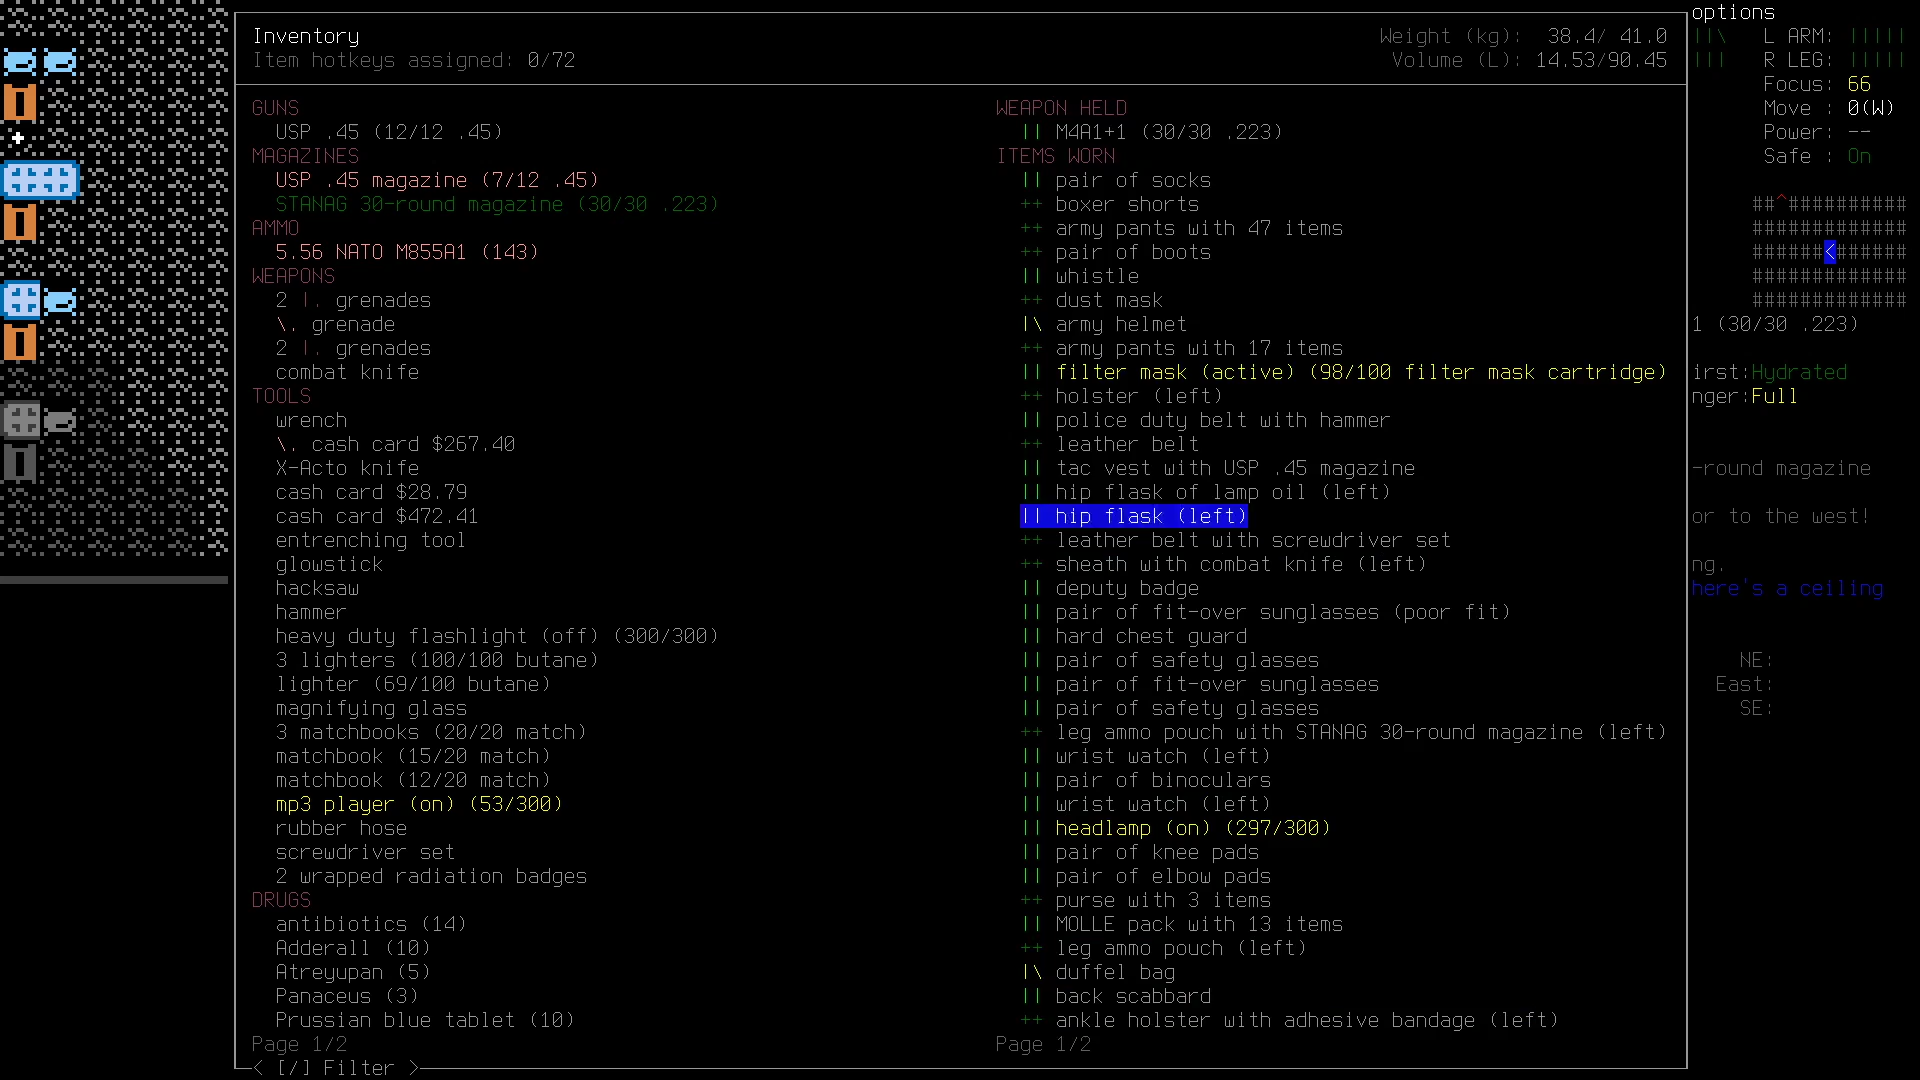 options
Inventory
Weight (kg): 38.4/ 41.0
Item hotkeys assigned: 0/72
Volume (L): 14.53/90.45
GUNS
USP .45 (12/12 .45)
MAGAZINES
USP .45 magazine (7/12 .45)
STANAG 30-round magazine (30/30 .223)
AMMO
5.56 NATO M855A1 (143)
WEAPONS
2 |. grenades
\. grenade
2 |. grenades
combat knife
TOOLS
wrench
\. cash card $267.40
X-Acto knife
cash card $28.79
cash card $472.41
entrenching tool
glowstick
hacksaw
hammer
heavy duty flashlight (off) (300/300)
3 lighters (100/100 butane)
lighter (69/100 butane)
magnifying glass
3 matchbooks (20/20 match)
matchbook (15/20 match)
matchbook (12/20 match)
mp3 player (on) (53/300)
rubber hose
screwdriver set
2 wrapped radiation badges
DRUGS
antibiotics (14)
Adderall (10)
Atreyupan (5)
Panaceus (3)
Prussian blue tablet (10)
Page 1/2
< [/] Filter >
WEAPON HELD
|| M4A1+1 (30/30 .223)
ITEMS WORN
|| pair of socks
++ boxer shorts
++ army pants with 47 items
++ pair of boots
|| whistle
++ dust mask
|\ army helmet
++ army pants with 17 items
|| filter mask (active) (98/100 filter mask cartridge)
++ holster (left)
|| police duty belt with hammer
++ leather belt
|| tac vest with USP .45 magazine
|| hip flask of lamp oil (left)
|| hip flask (left)
++ leather belt with screwdriver set
++ sheath with combat knife (left)
|| deputy badge
|| pair of fit-over sunglasses (poor fit)
|| hard chest guard
|| pair of safety glasses
|| pair of fit-over sunglasses
|| pair of safety glasses
++ leg ammo pouch with STANAG 30-round magazine (left)
|| wrist watch (left)
|| pair of binoculars
|| wrist watch (left)
|| headlamp (on) (297/300)
|| pair of knee pads
|| pair of elbow pads
++ purse with 3 items
|| MOLLE pack with 13 items
++ leg ammo pouch (left)
|\ duffel bag
|| back scabbard
++ ankle holster with adhesive bandage (left)
Page 1/2
||\ L ARM: |||||
||| R LEG: |||||
Focus: 66
Move : 0(W)
Power: --
Safe : On
##^##########
#############
######<######
#############
#############
1 (30/30 .223)
irst:Hydrated
nger:Full
-round magazine
or to the west!
ng.
here's a ceiling
NE:
East:
SE: